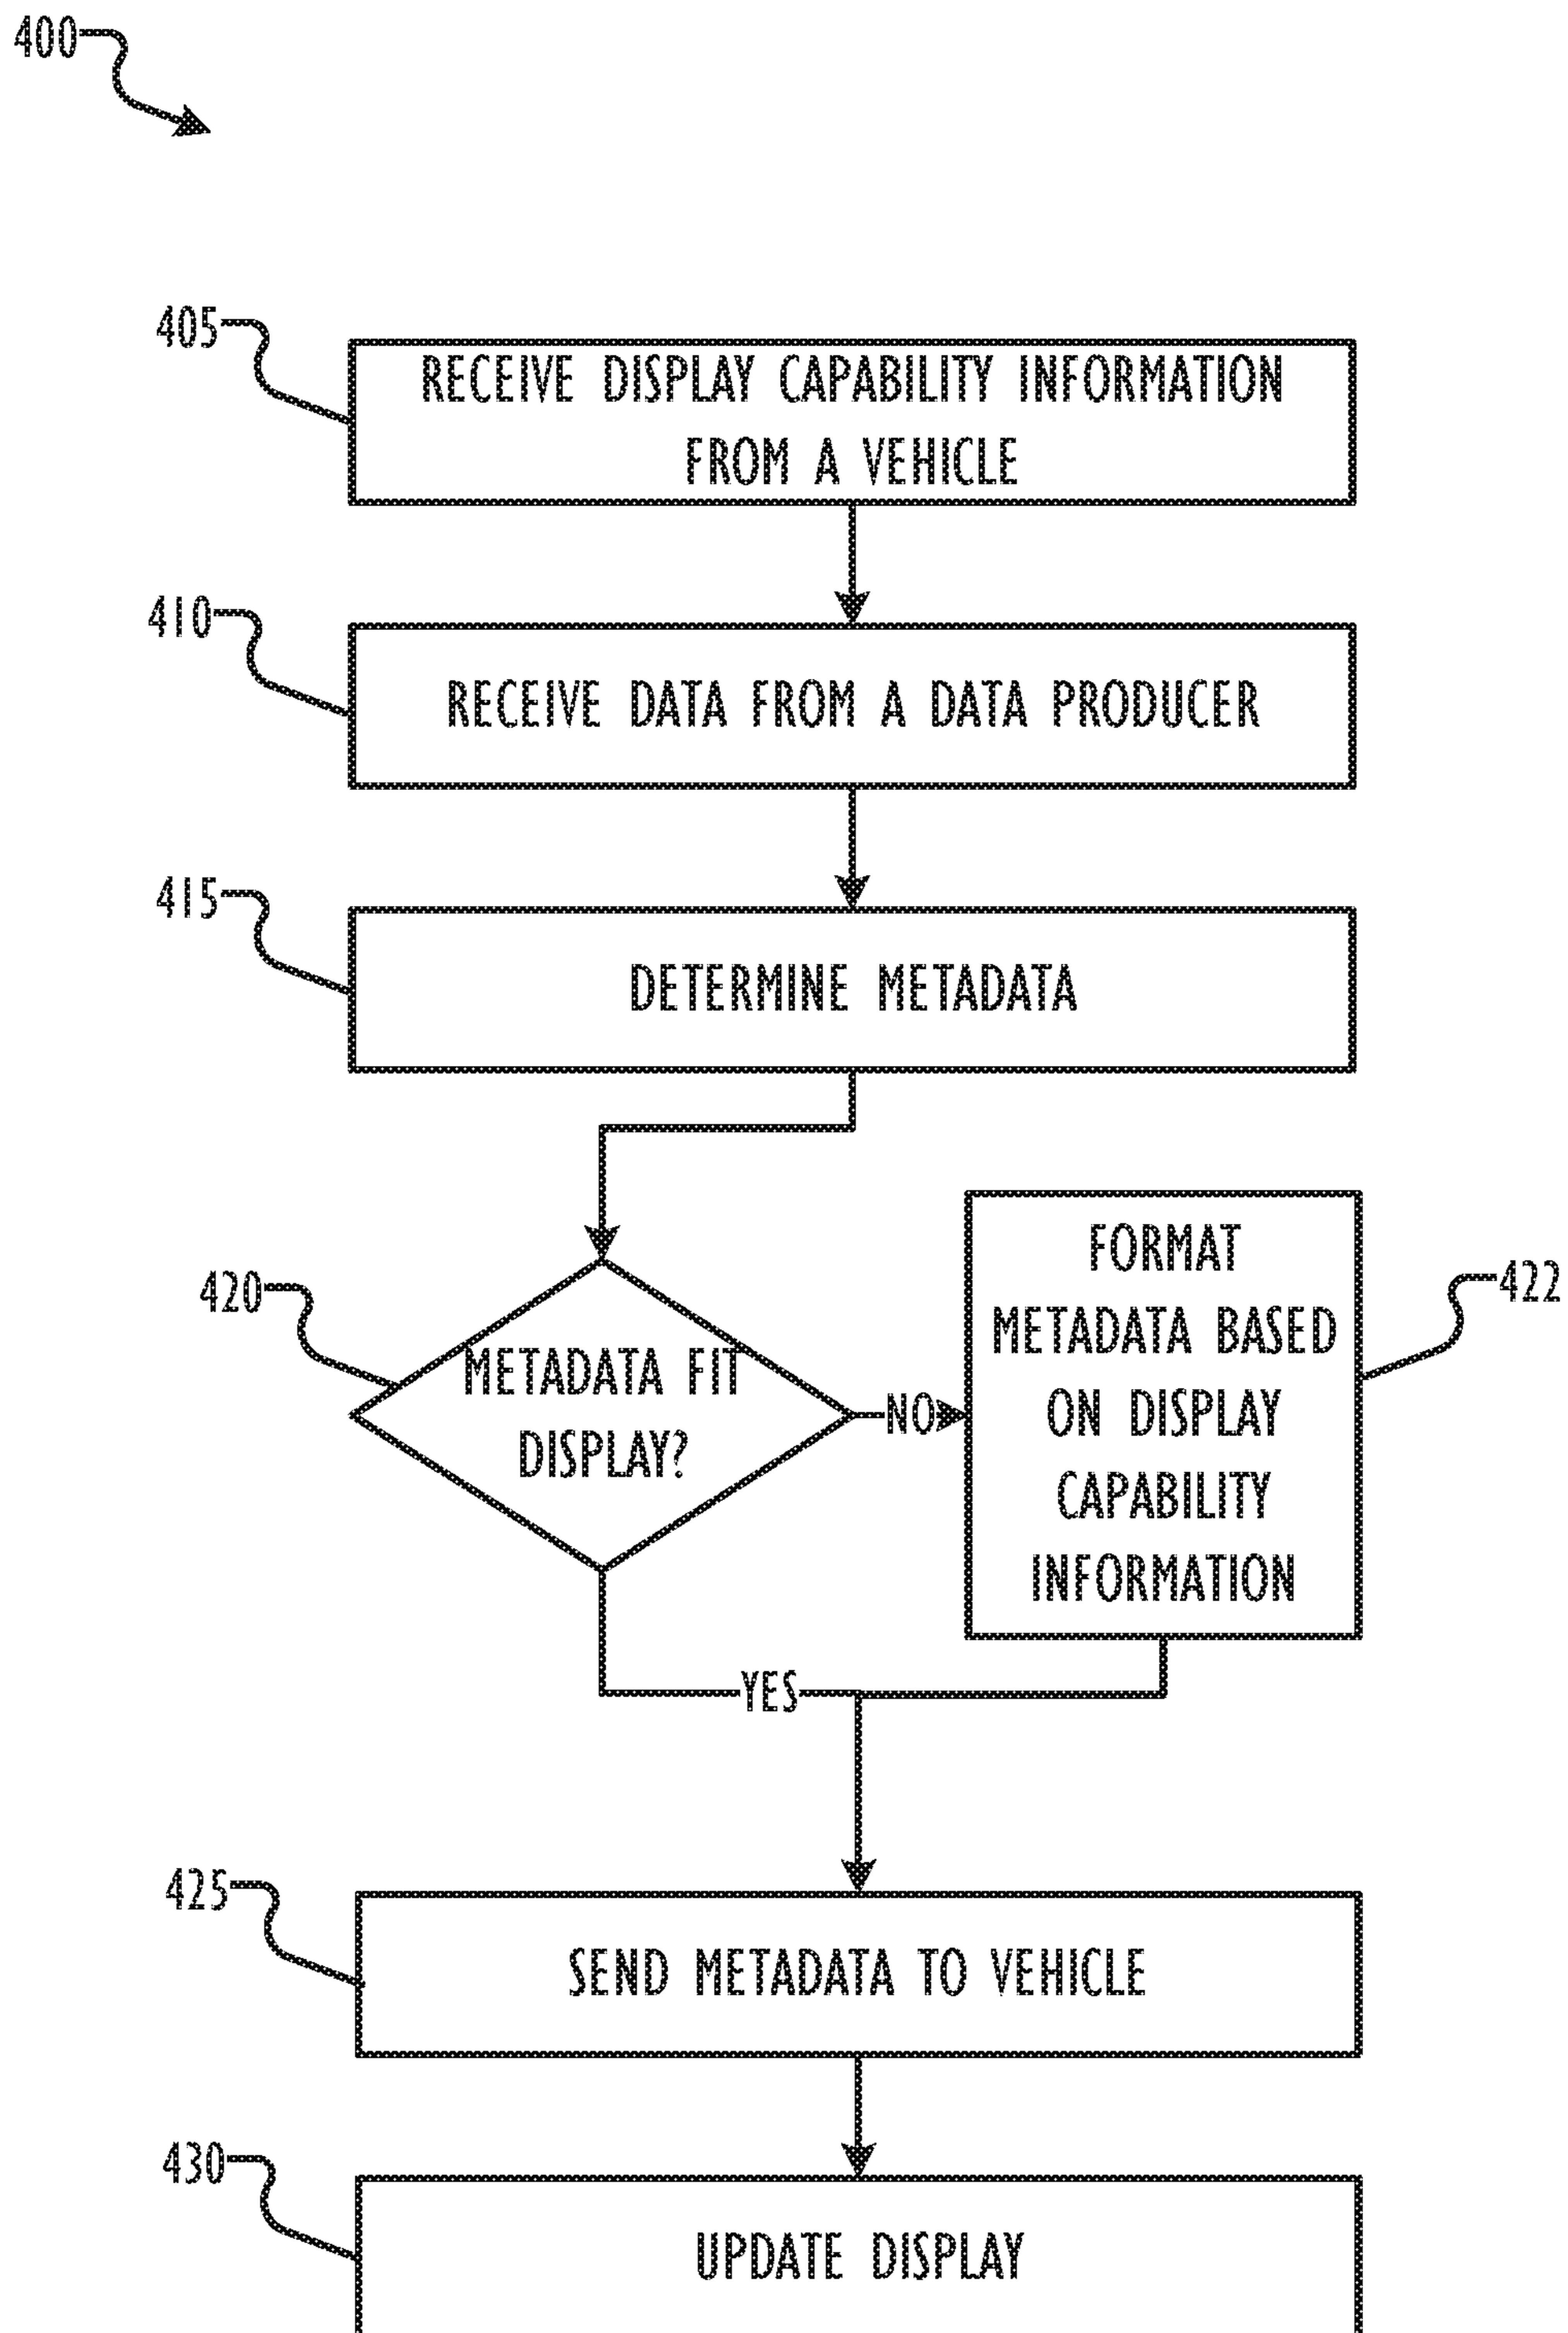 400
405
RECEIVE DISPLAY CAPABILITY INFORMATION
FROM A VEHICLE
410
RECEIVE DATA FROM A DATA PRODUCER
415
DETERMINE METADATA
420
METADATA FIT
DISPLAY?
NO
FORMAT
METADATA BASED
ON DISPLAY
CAPABILITY
INFORMATION
422
YES
425
SEND METADATA TO VEHICLE
430
UPDATE DISPLAY